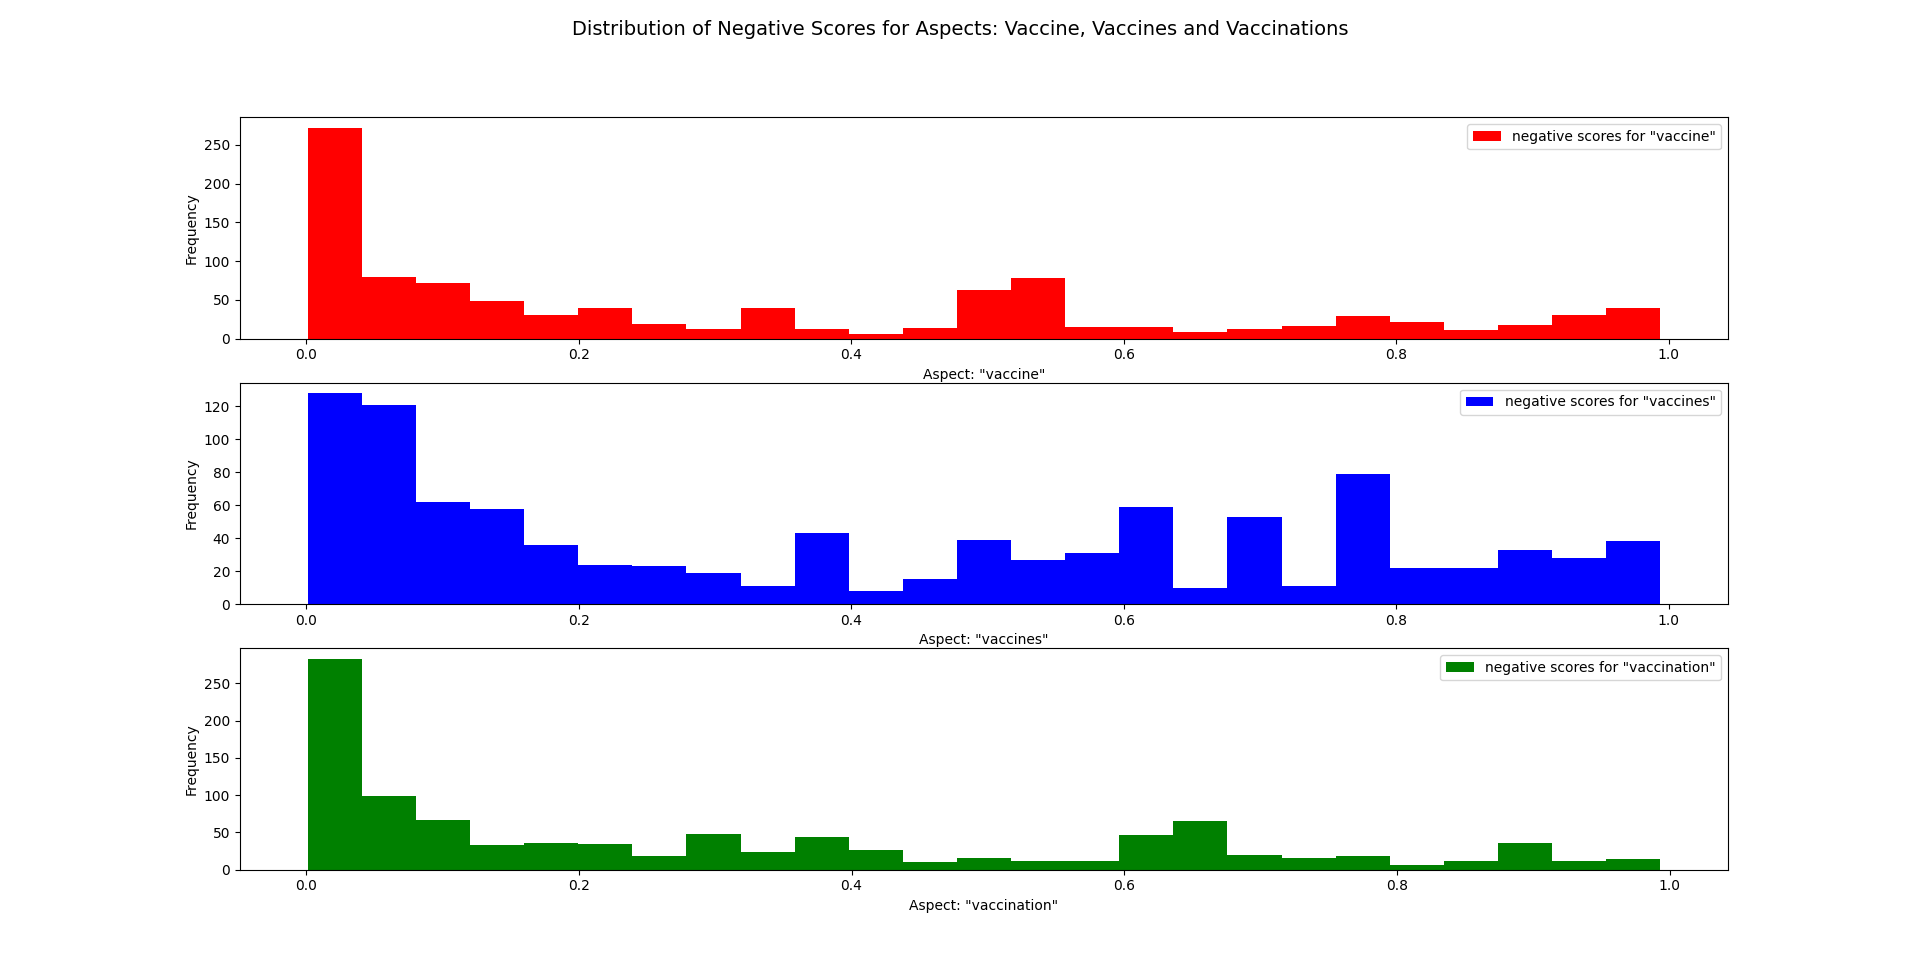 Distribution of Negative Scores for Aspects: Vaccine, Vaccines and Vaccinations
negative scores for "vaccine"
Frequency
250
200
150
100
50
0
0.0 0.2 0.4 0.6 0.8 1.0
Aspect: "vaccine"
negative scores for "vaccines"
Frequency
120
100
80
60
40
20
0
0.0 0.2 0.4 0.6 0.8 1.0
Aspect: "vaccines"
negative scores for "vaccination"
Frequency
250
200
150
100
50
0
0.0 0.2 0.4 0.6 0.8 1.0
Aspect: "vaccination"